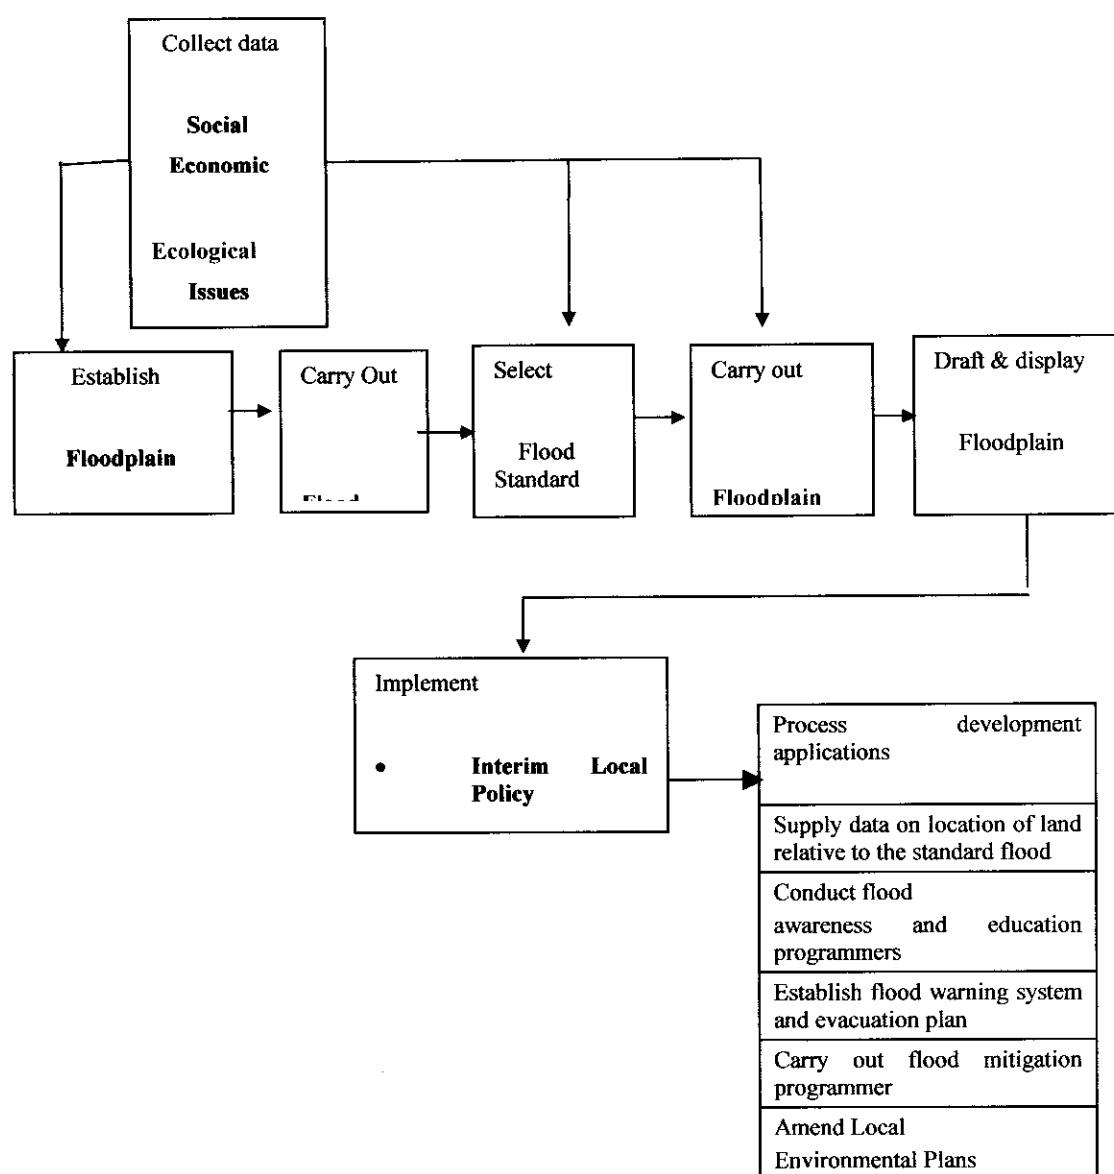 Collect data
Social
Economic
Ecological
Issues
Establish
Floodplain
Carry Out
Flood
Select
Flood
Standard
Carry out
Floodplain
Draft & display
Floodplain
Implement
• Interim Local
Policy
Process development
applications
Supply data on location of land
relative to the standard flood
Conduct flood
awareness and education
programmers
Establish flood warning system
and evacuation plan
Carry out flood mitigation
programmer
Amend Local
Environmental Plans